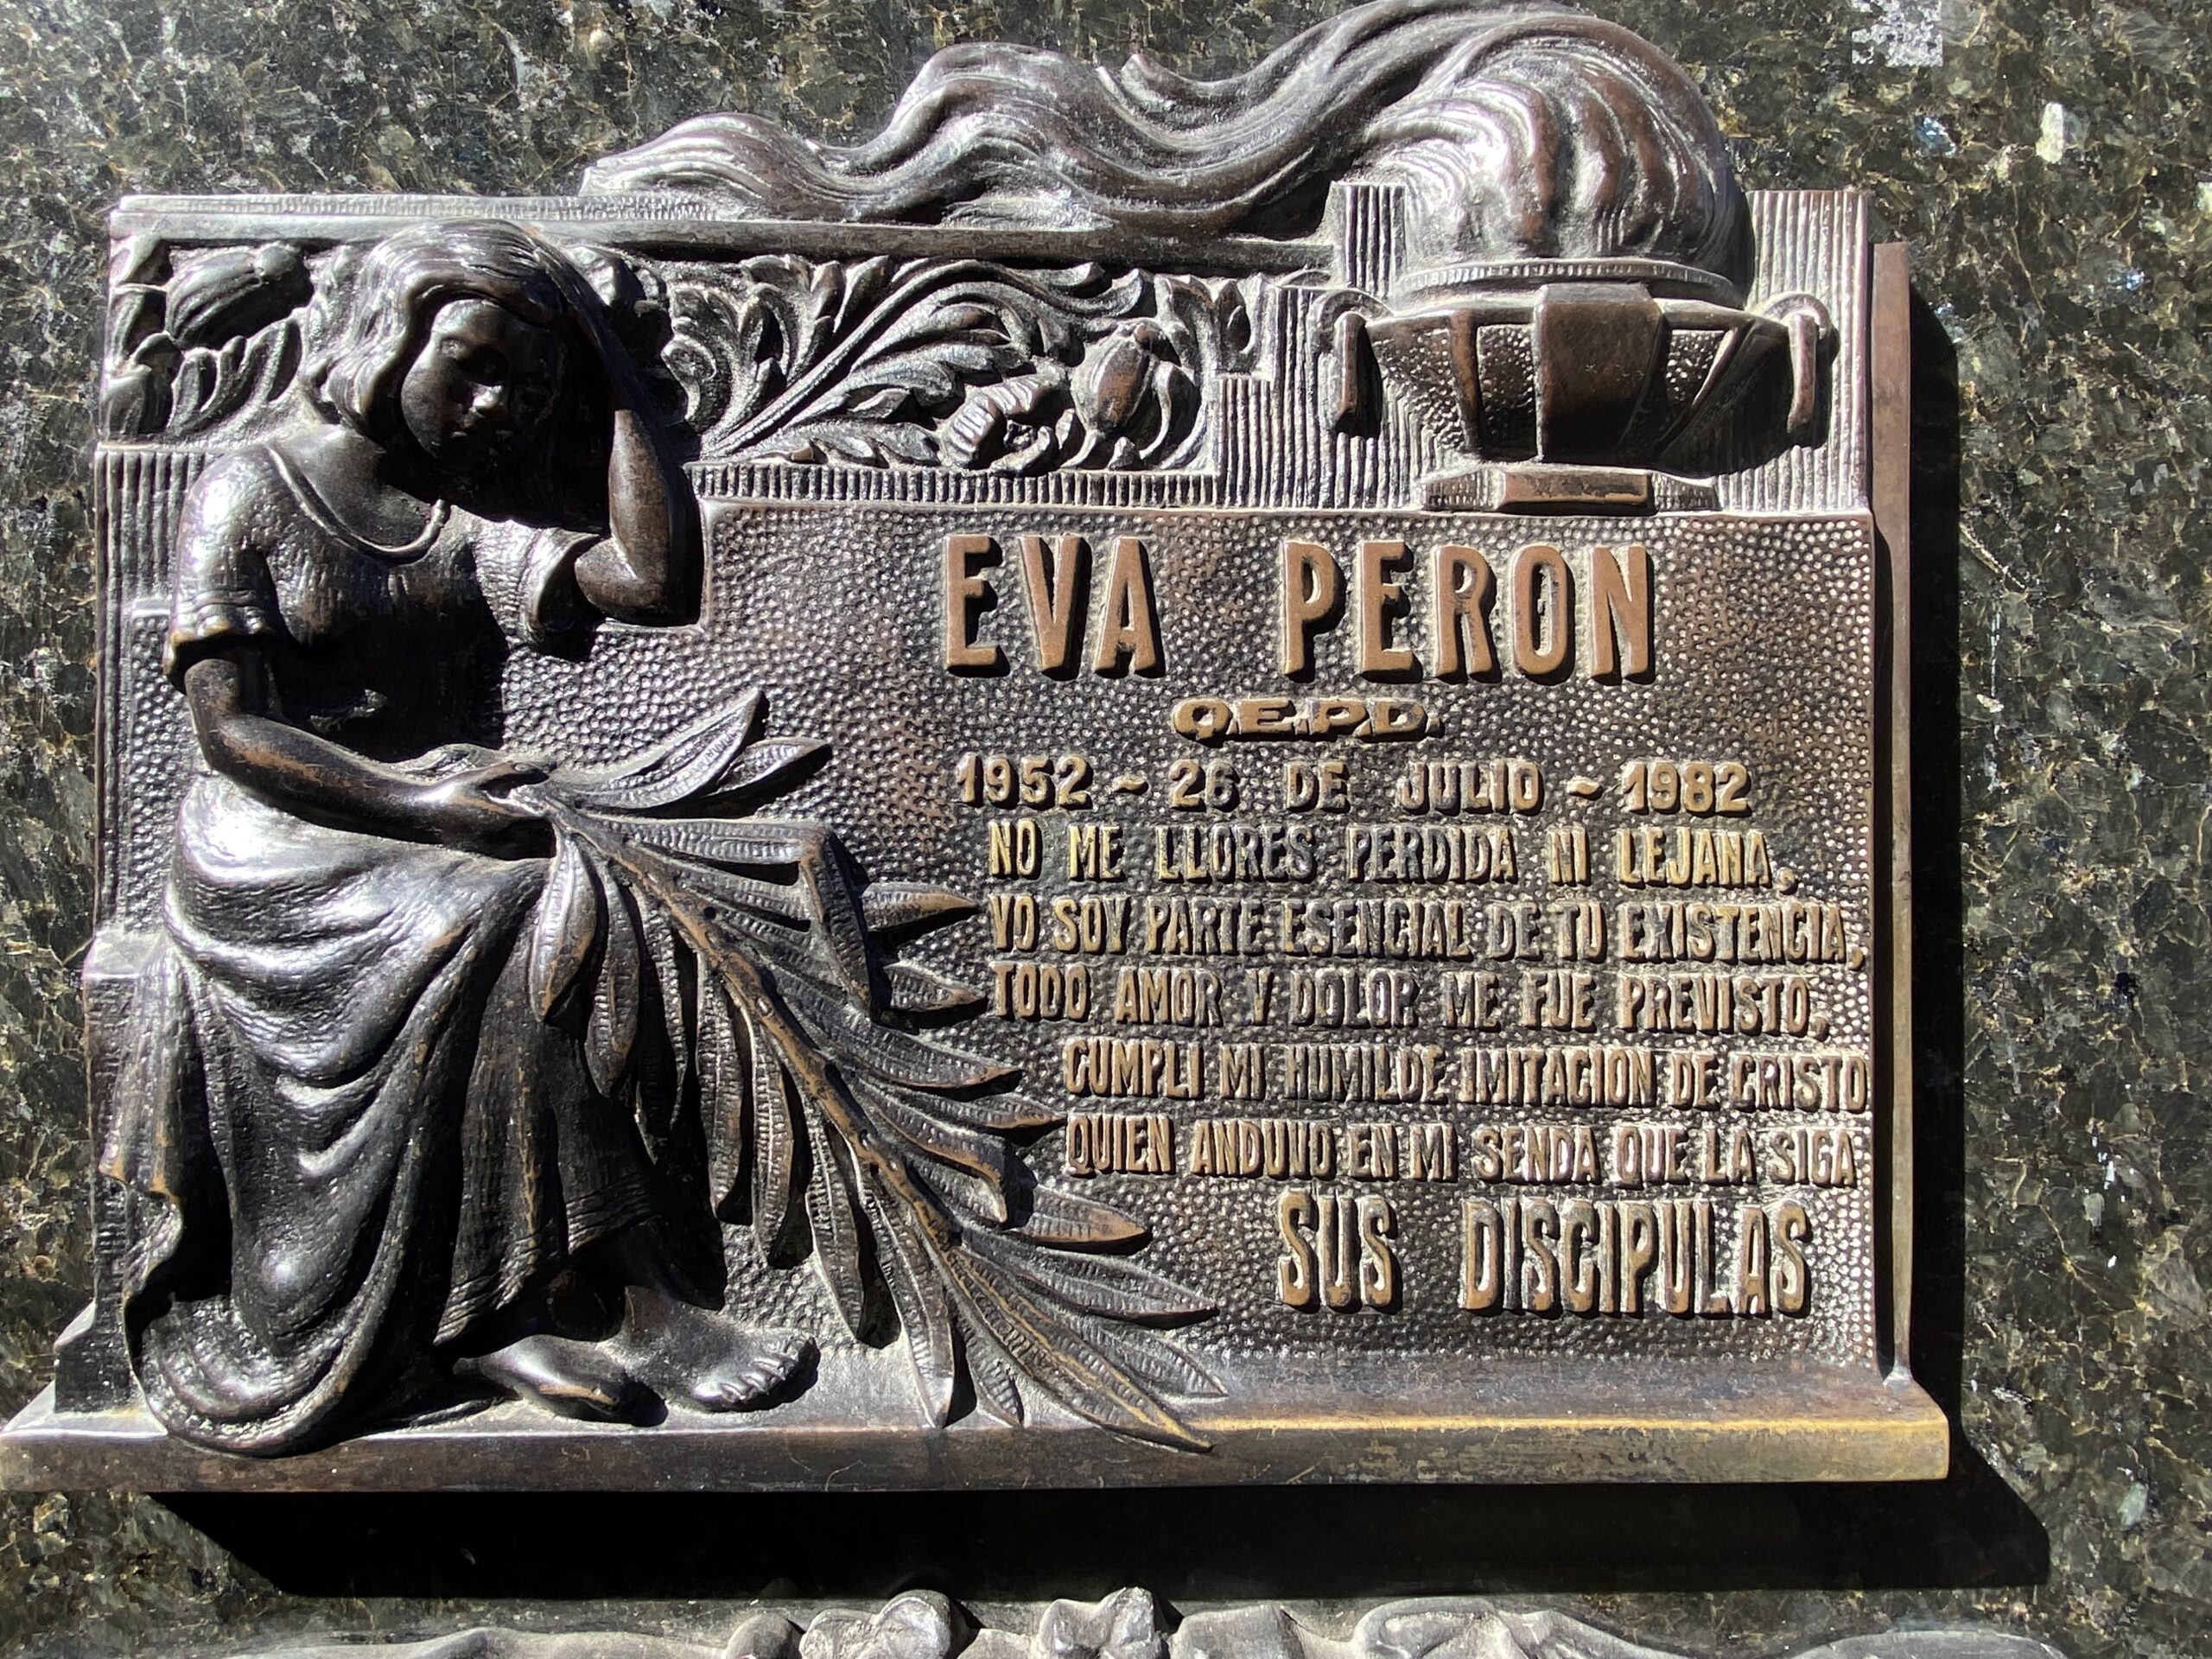 EVA PERON
Q.E.P.D.
1952 ~ 26 DE JULIO ~ 1982
NO ME LLORES PERDIDA NI LEJANA,
YO SOY PARTE ESENCIAL DE TU EXISTENCIA,
TODO AMOR Y DOLOR ME FUE PREVISTO,
CUMPLI MI HUMILDE IMITACION DE CRISTO
QUIEN ANDUVO EN MI SENDA QUE LA SIGA
SUS DISCIPULAS